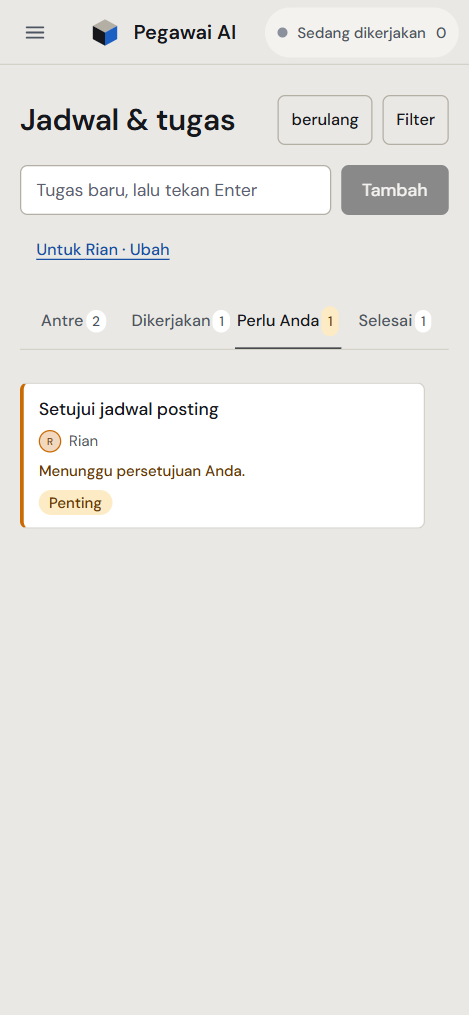 Pegawai AI
Sedang dikerjakan 0
Jadwal & tugas
berulang
Filter
Tugas baru, lalu tekan Enter
Tambah
Untuk Rian · Ubah
Antre 2
Dikerjakan 1
Perlu Anda 1
Selesai 1
Setujui jadwal posting
R Rian
Menunggu persetujuan Anda.
Penting